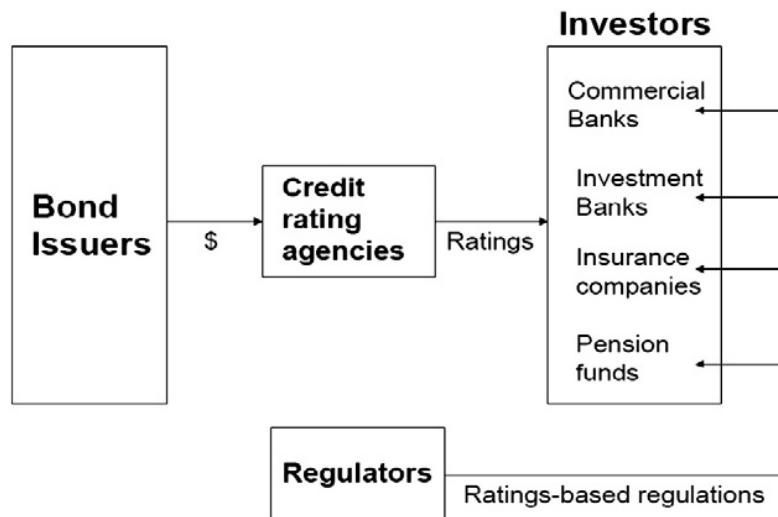 Investors
Commercial
Banks
Bond
Issuers
$
Credit
rating
agencies
Ratings
Investment
Banks
Insurance
companies
Pension
funds
Regulators
Ratings-based regulations